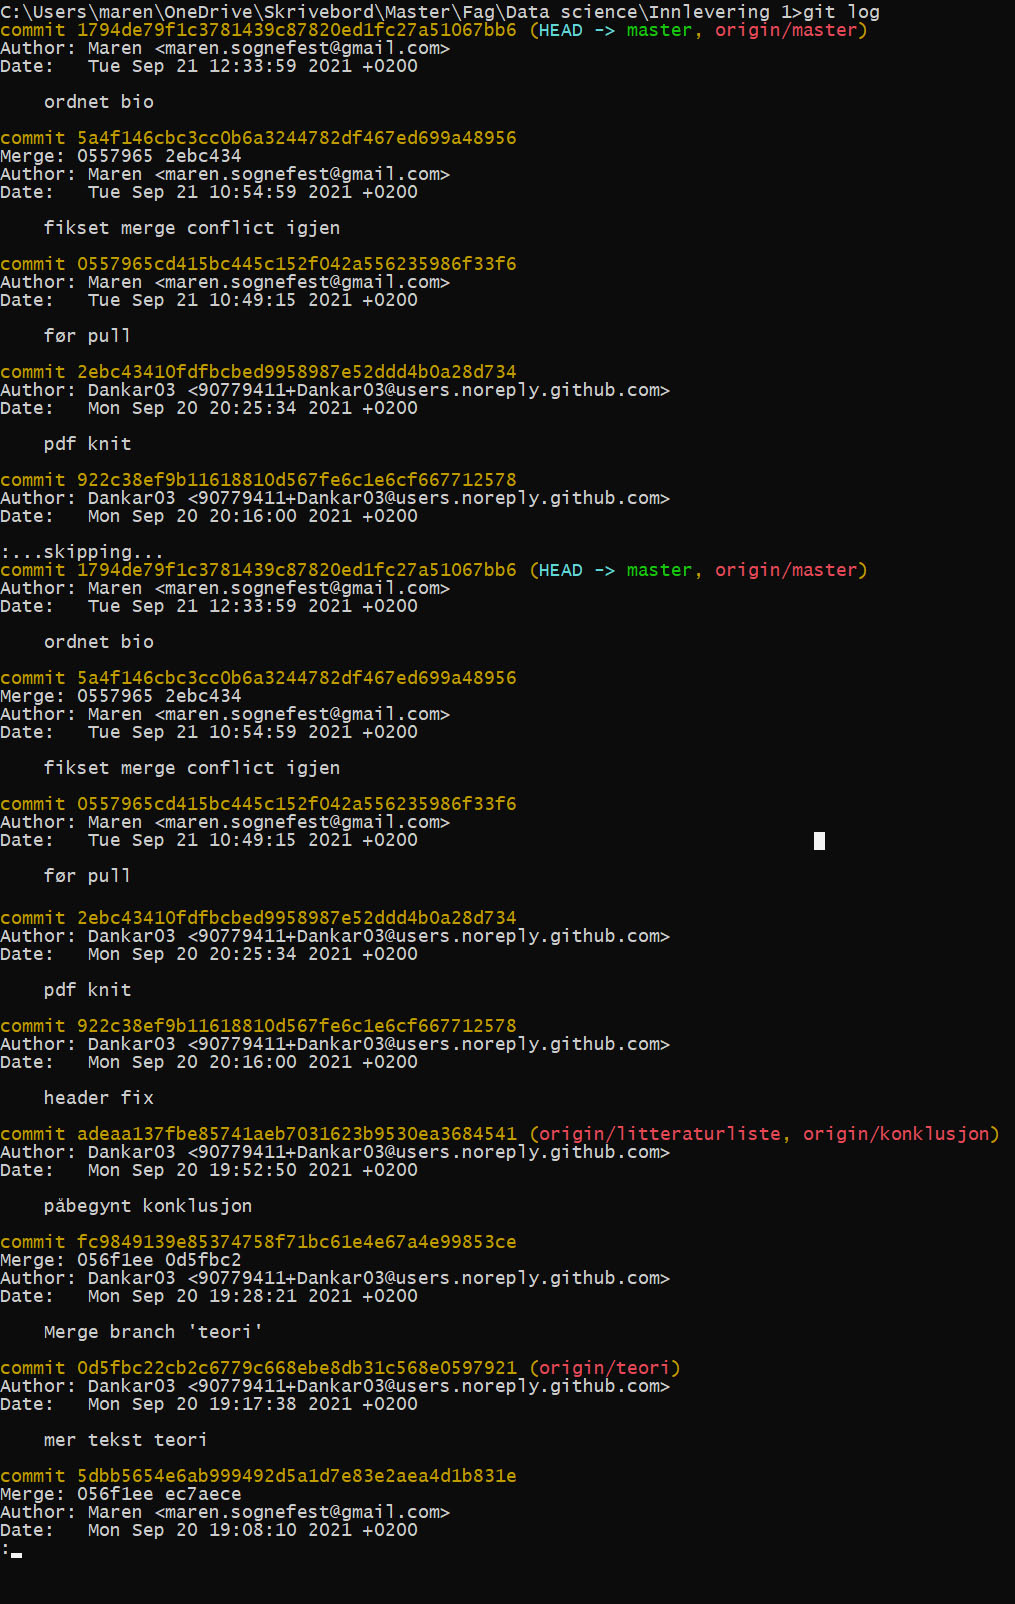 C:\Users\maren\OneDrive\Skrivebord\Master\Fag\Data science\Innlevering 1>git log
commit 1794de79f1c3781439c87820ed1fc27a51067bb6 (HEAD -> master, origin/master)
Author: Maren <maren.sognefest@gmail.com>
Date:   Tue Sep 21 12:33:59 2021 +0200

    ordnet bio

commit 5a4f146cbc3cc0b6a3244782df467ed699a48956
Merge: 0557965 2ebc434
Author: Maren <maren.sognefest@gmail.com>
Date:   Tue Sep 21 10:54:59 2021 +0200

    fikset merge conflict igjen

commit 0557965cd415bc445c152f042a556235986f33f6
Author: Maren <maren.sognefest@gmail.com>
Date:   Tue Sep 21 10:49:15 2021 +0200

    før pull

commit 2ebc43410fdfbcbed9958987e52ddd4b0a28d734
Author: Dankar03 <90779411+Dankar03@users.noreply.github.com>
Date:   Mon Sep 20 20:25:34 2021 +0200

    pdf knit

commit 922c38ef9b11618810d567fe6c1e6cf667712578
Author: Dankar03 <90779411+Dankar03@users.noreply.github.com>
Date:   Mon Sep 20 20:16:00 2021 +0200

:...skipping...
commit 1794de79f1c3781439c87820ed1fc27a51067bb6 (HEAD -> master, origin/master)
Author: Maren <maren.sognefest@gmail.com>
Date:   Tue Sep 21 12:33:59 2021 +0200

    ordnet bio

commit 5a4f146cbc3cc0b6a3244782df467ed699a48956
Merge: 0557965 2ebc434
Author: Maren <maren.sognefest@gmail.com>
Date:   Tue Sep 21 10:54:59 2021 +0200

    fikset merge conflict igjen

commit 0557965cd415bc445c152f042a556235986f33f6
Author: Maren <maren.sognefest@gmail.com>
Date:   Tue Sep 21 10:49:15 2021 +0200

    før pull

commit 2ebc43410fdfbcbed9958987e52ddd4b0a28d734
Author: Dankar03 <90779411+Dankar03@users.noreply.github.com>
Date:   Mon Sep 20 20:25:34 2021 +0200

    pdf knit

commit 922c38ef9b11618810d567fe6c1e6cf667712578
Author: Dankar03 <90779411+Dankar03@users.noreply.github.com>
Date:   Mon Sep 20 20:16:00 2021 +0200

    header fix

commit adeaa137fbe85741aeb7031623b9530ea3684541 (origin/litteraturliste, origin/konklusjon)
Author: Dankar03 <90779411+Dankar03@users.noreply.github.com>
Date:   Mon Sep 20 19:52:50 2021 +0200

    påbegynt konklusjon

commit fc9849139e85374758f71bc61e4e67a4e99853ce
Merge: 056f1ee 0d5fbc2
Author: Dankar03 <90779411+Dankar03@users.noreply.github.com>
Date:   Mon Sep 20 19:28:21 2021 +0200

    Merge branch 'teori'

commit 0d5fbc22cb2c6779c668ebe8db31c568e0597921 (origin/teori)
Author: Dankar03 <90779411+Dankar03@users.noreply.github.com>
Date:   Mon Sep 20 19:17:38 2021 +0200

    mer tekst teori

commit 5dbb5654e6ab999492d5a1d7e83e2aea4d1b831e
Merge: 056f1ee ec7aece
Author: Maren <maren.sognefest@gmail.com>
Date:   Mon Sep 20 19:08:10 2021 +0200
: